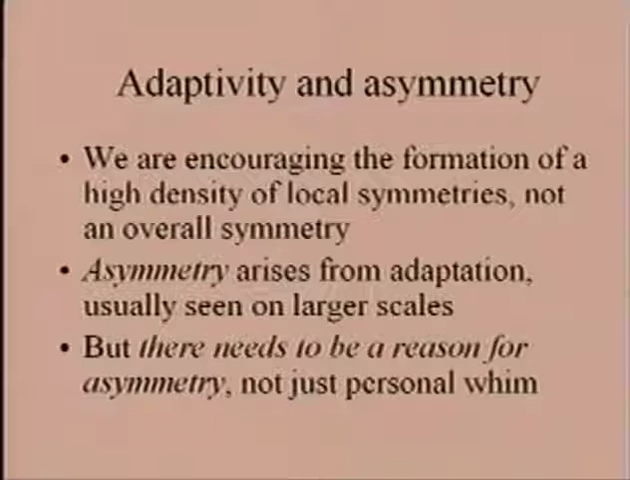 Adaptivity and asymmetry
• We are encouraging the formation of a
high density of local symmetries, not
an overall symmetry
• Asymmetry arises from adaptation,
usually seen on larger scales
• But there needs to be a reason for
asymmetry, not just personal whim